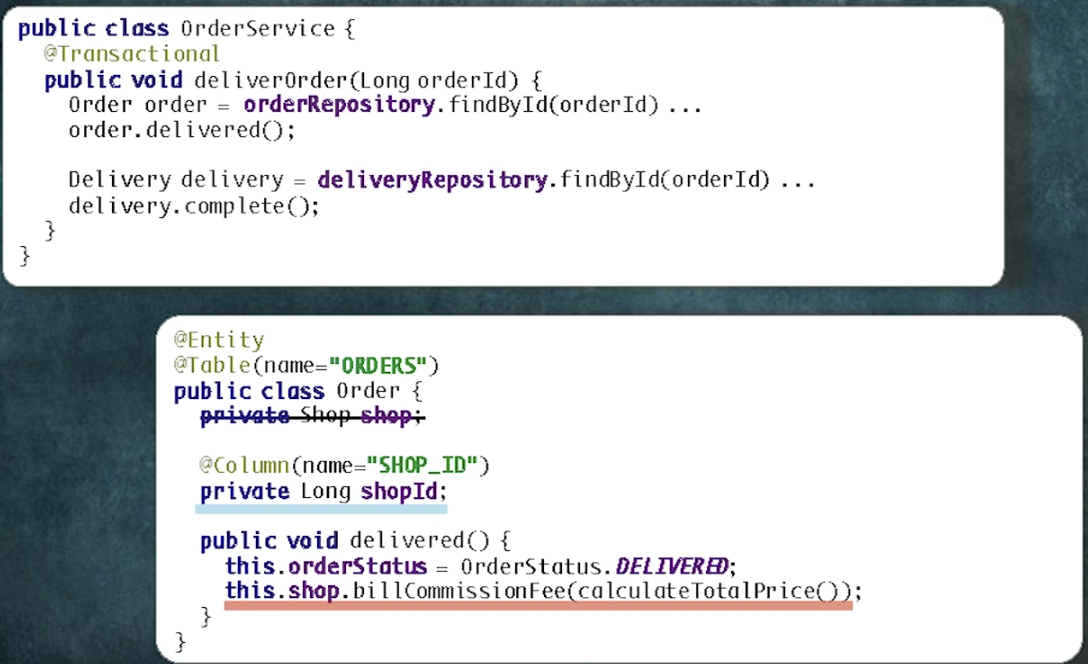 public class OrderService {
@Transactional
public void deliverOrder(Long orderId) {
Order order = orderRepository.findById(orderId) ...
order.delivered();
Delivery delivery = deliveryRepository.findById(orderId) ...
delivery.complete();
}
}
@Entity
@Table(name="ORDERS")
public class Order {
private Shop shop;
@Column(name="SHOP_ID")
private Long shopId;
public void delivered() {
this.orderStatus = OrderStatus.DELIVERED;
this.shop.billCommissionFee(calculateTotalPrice());
}
}